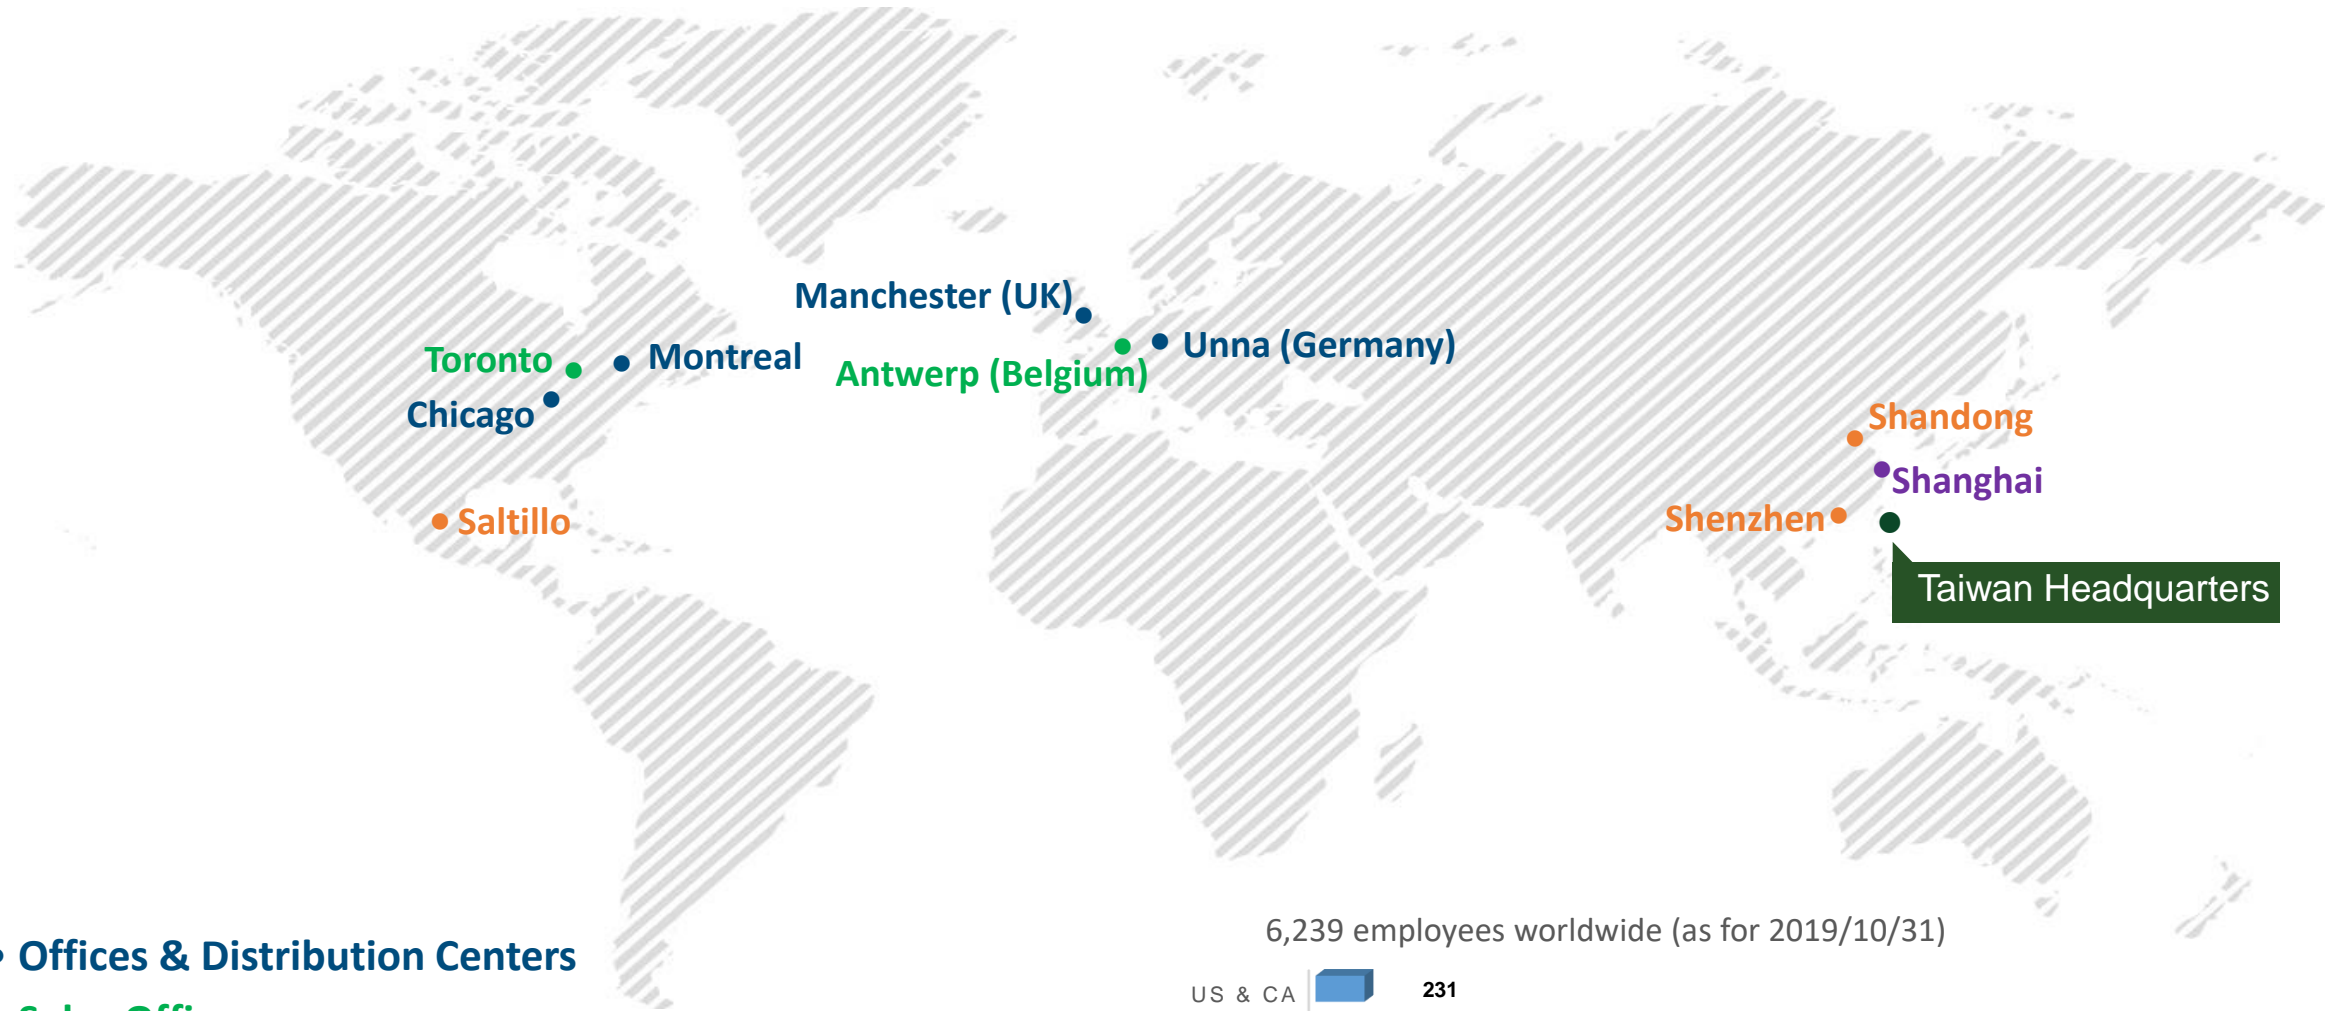 Manchester (UK)
Unna (Germany)
Toronto
Montreal
Antwerp (Belgium)
Chicago
Shandong
Shanghai
Saltillo
Shenzhen
Taiwan Headquarters
6,239 employees worldwide (as for 2019/10/31)
• Offices & Distribution Centers
US & CA 231